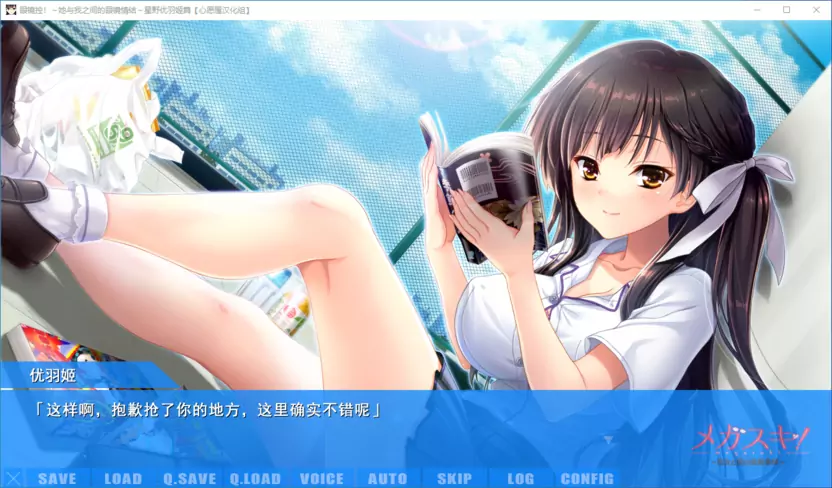 眼镜控！－她与我之间的眼镜情结－星野优羽姬篇【心愿屋汉化组】
优羽姬
「这样啊，抱歉抢了你的地方，这里确实不错呢」
メガスキ！
SAVE LOAD Q.SAVE Q.LOAD VOICE AUTO SKIP LOG CONFIG